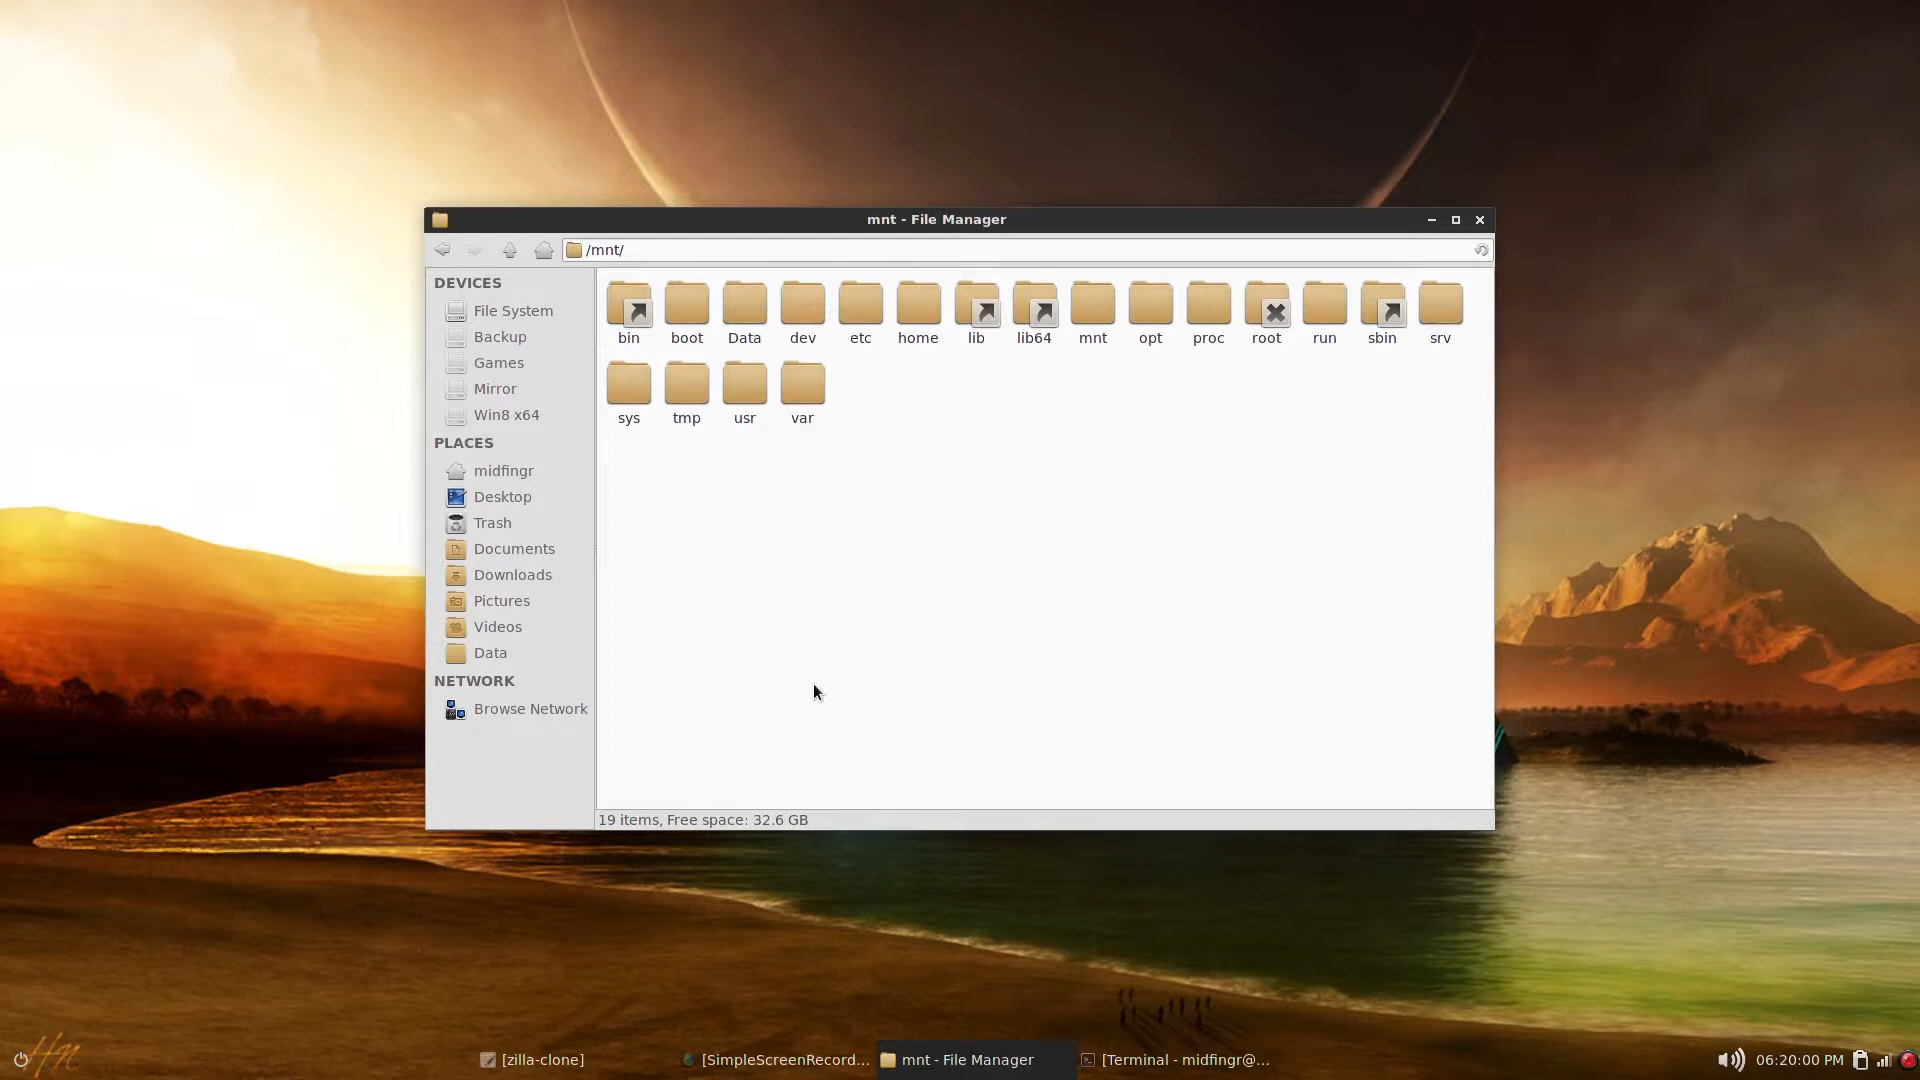 mnt - File Manager
/mnt/
DEVICES
File System
Backup
Games
Mirror
Win8 x64
PLACES
midfingr
Desktop
Trash
Documents
Downloads
Pictures
Videos
Data
NETWORK
Browse Network
bin boot Data dev etc home lib lib64 mnt opt proc root run sbin srv
sys tmp usr var
19 items, Free space: 32.6 GB
[zilla-clone] [SimpleScreenRecord... mnt - File Manager [Terminal - midfingr@... 06:20:00 PM